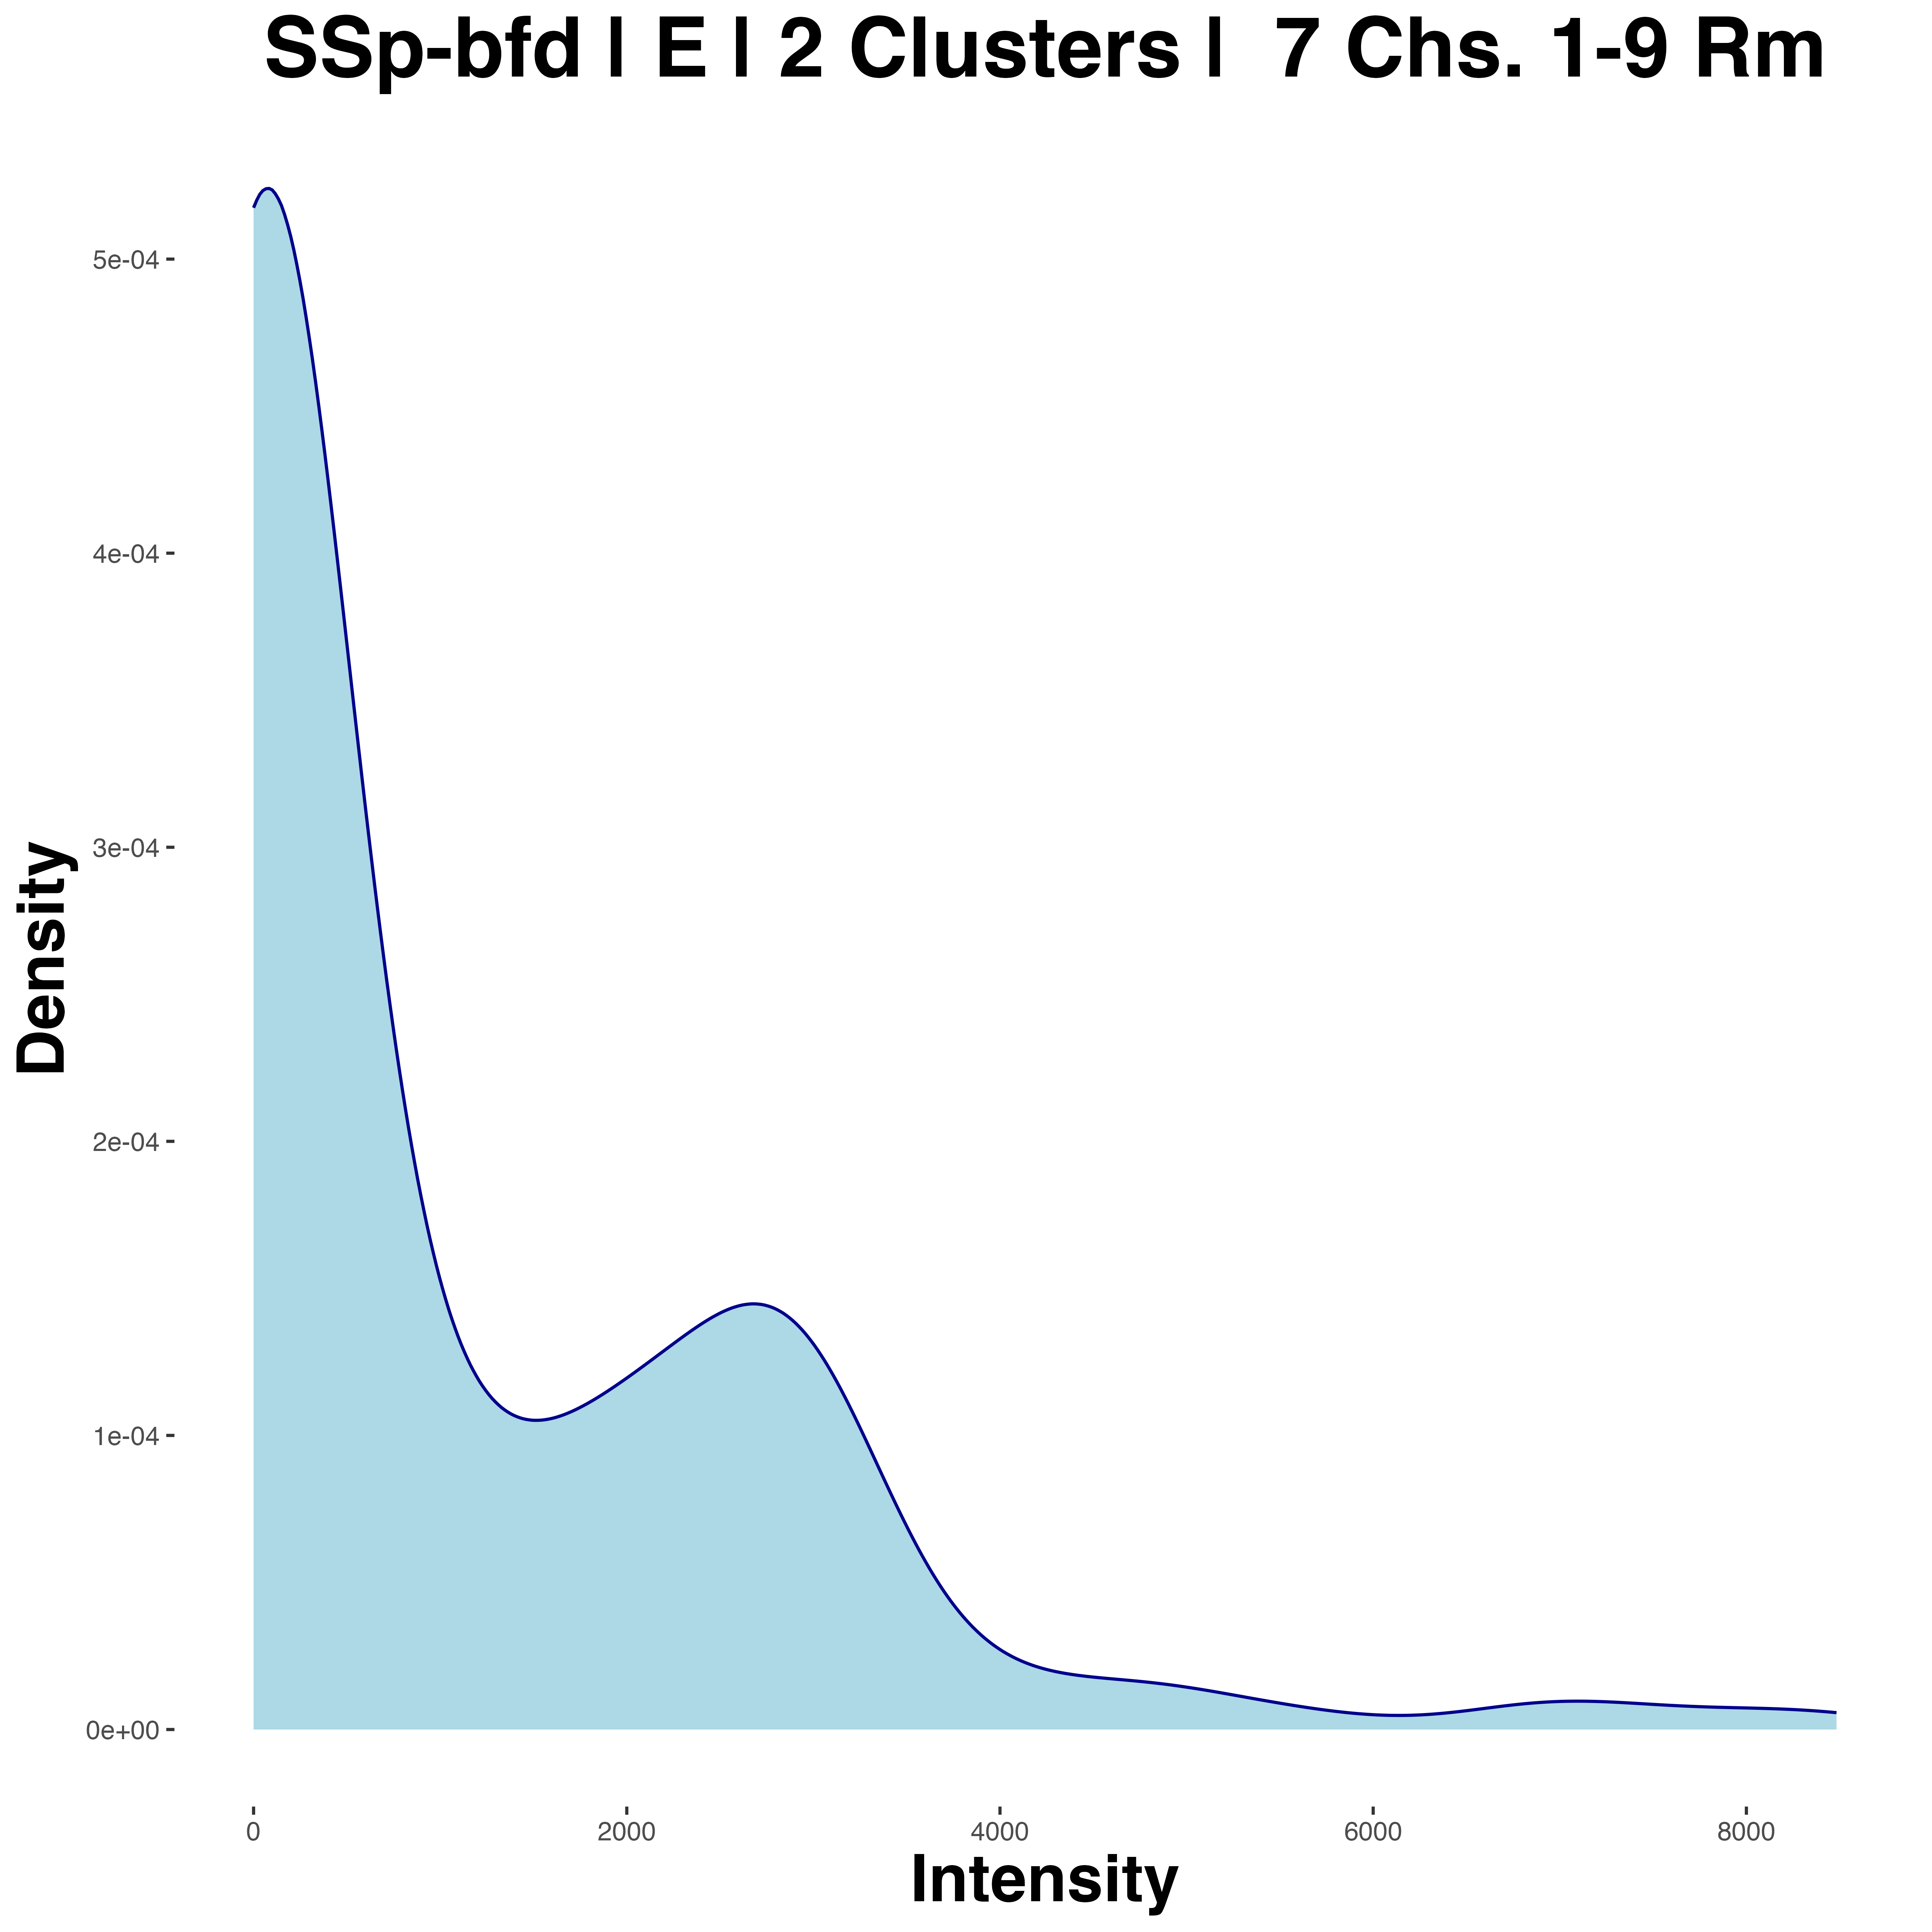 SSp-bfd | E | 2 Clusters | 7 Chs. 1-9 Rm
5e-04
4e-04
3e-04
2e-04
1e-04
0e+00
Density
0 2000 4000 6000 8000
Intensity